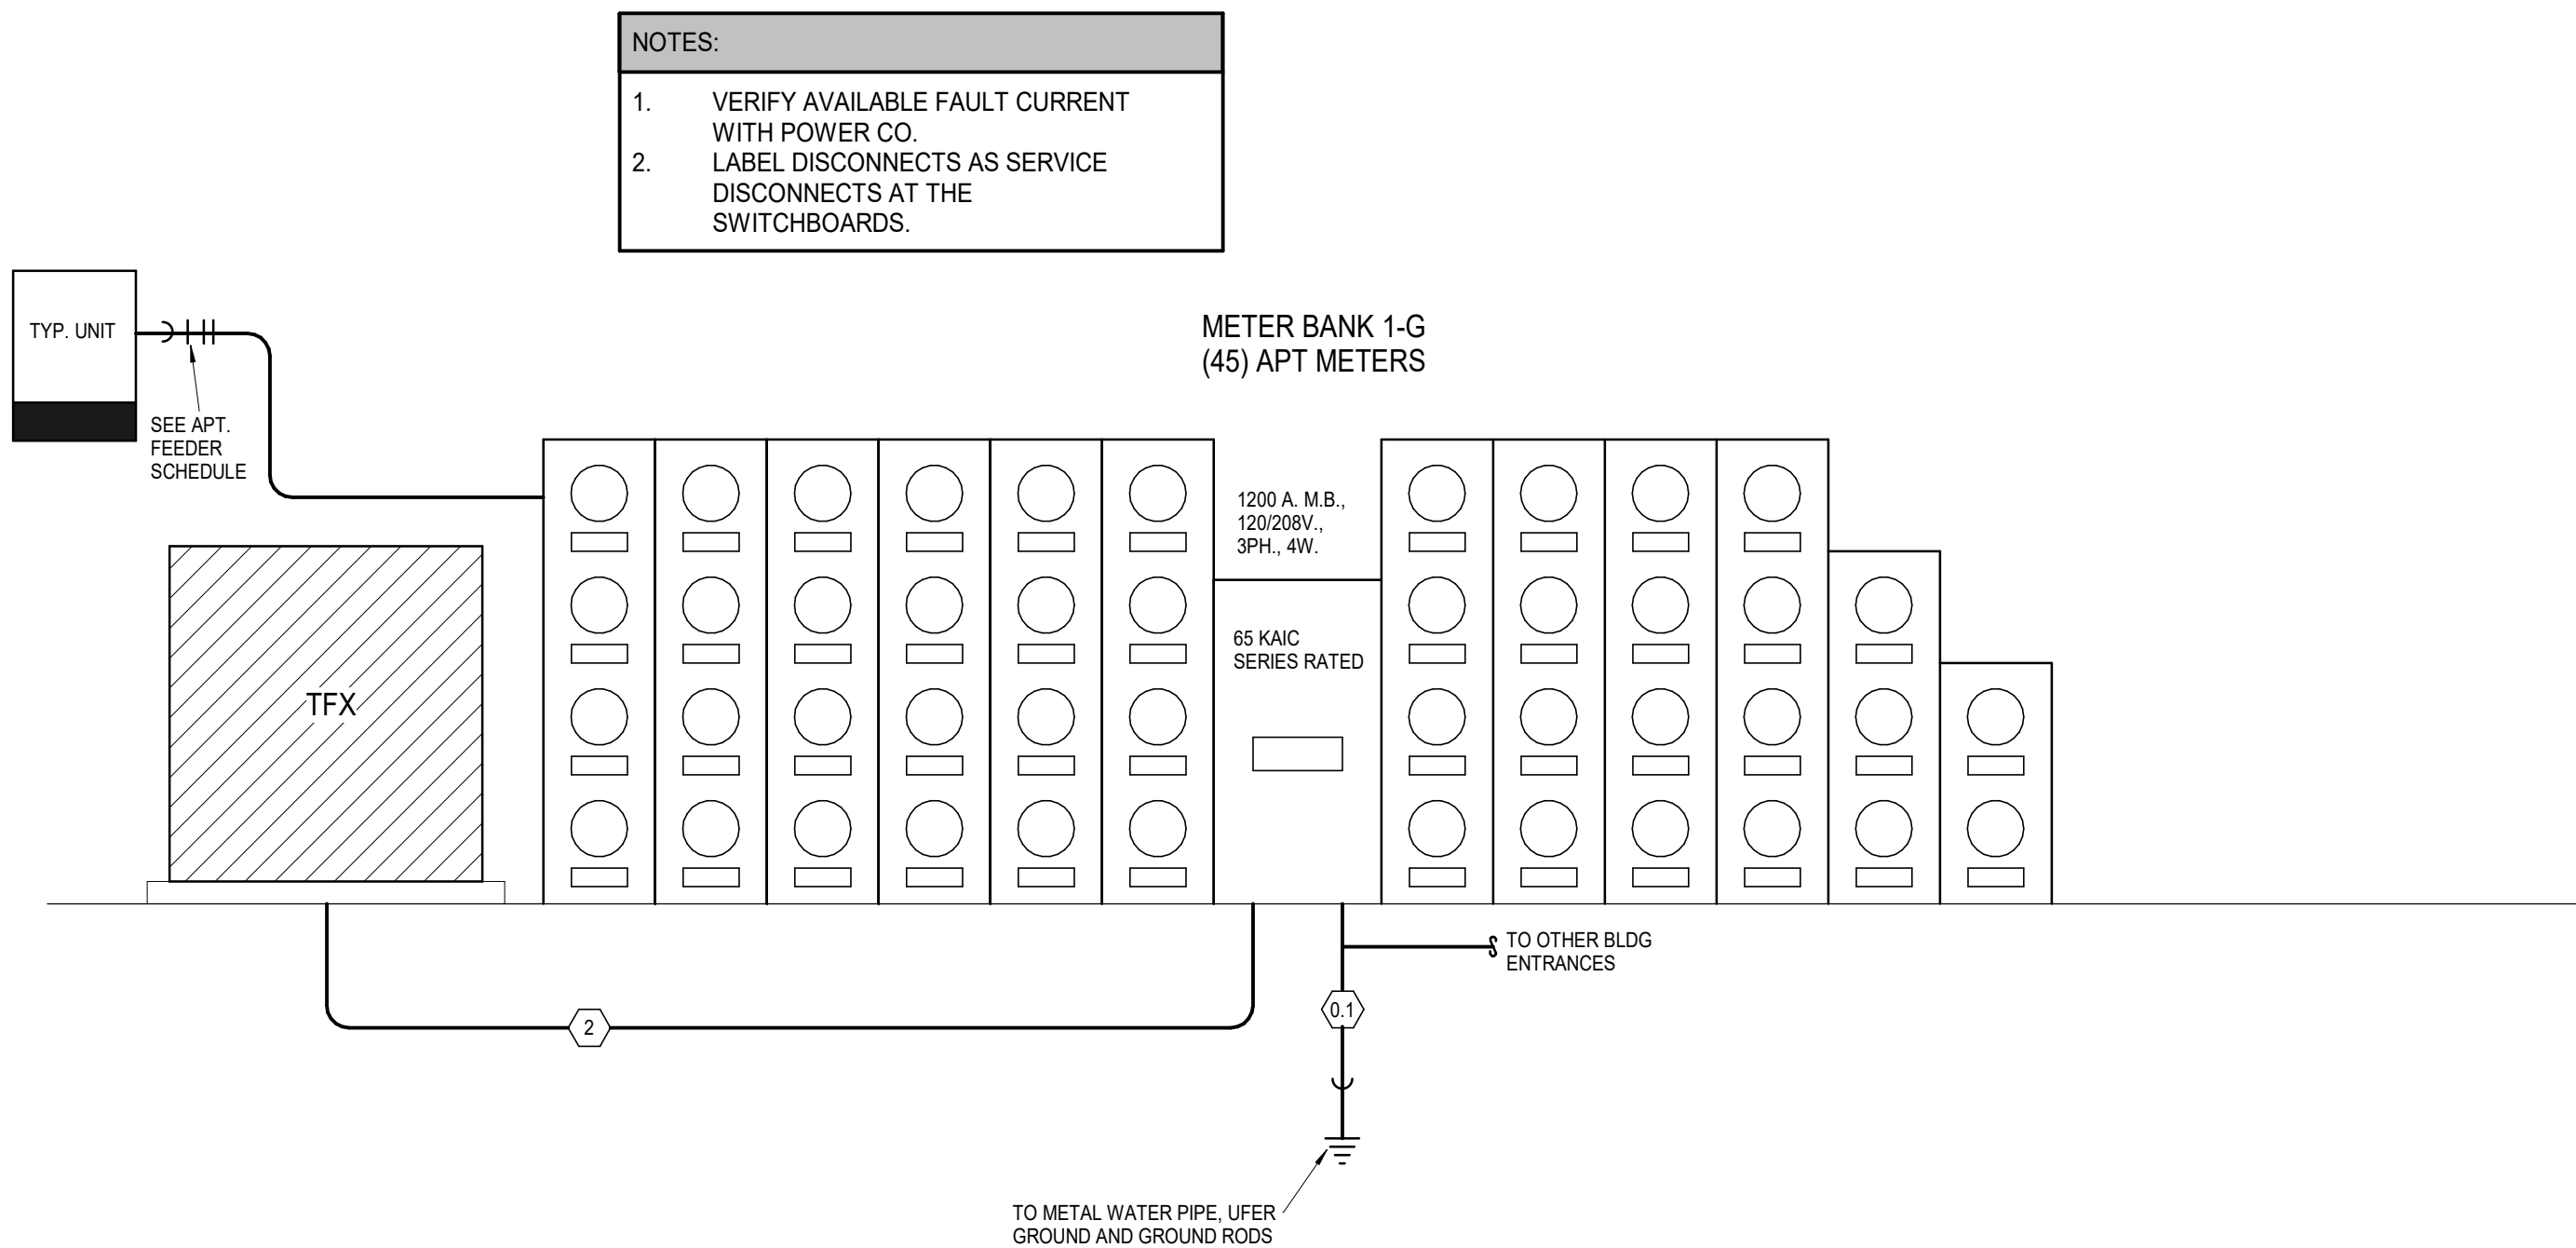 NOTES:
1. VERIFY AVAILABLE FAULT CURRENT
WITH POWER CO.
2. LABEL DISCONNECTS AS SERVICE
DISCONNECTS AT THE
SWITCHBOARDS.
TYP. UNIT
SEE APT.
FEEDER
SCHEDULE
METER BANK 1-G
(45) APT METERS
1200 A. M.B.,
120/208V.,
3PH., 4W.
65 KAIC
SERIES RATED
TFX
TO OTHER BLDG
ENTRANCES
0.1
2
TO METAL WATER PIPE, UFER
GROUND AND GROUND RODS